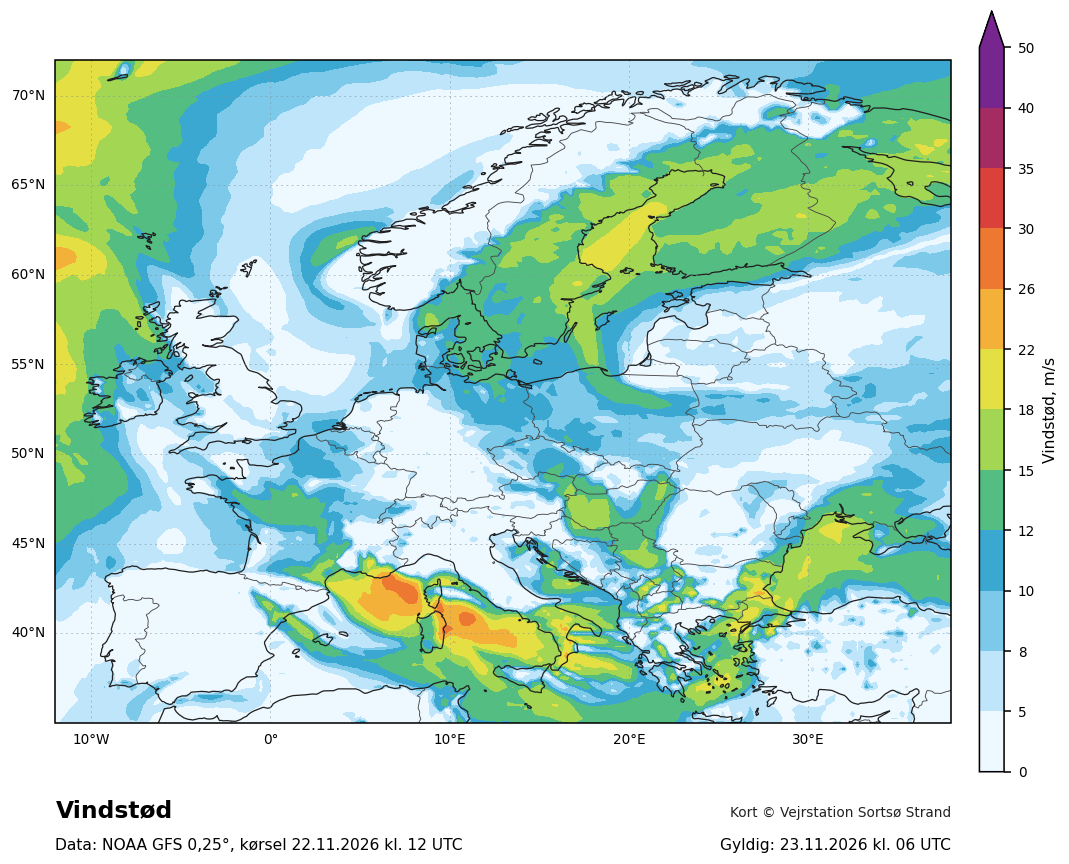 50
40
35
30
26
22
18
15
12
10
8
5
0
Vindstød, m/s
70°N
65°N
60°N
55°N
50°N
45°N
40°N
10°W
0°
10°E
20°E
30°E
Vindstød
Kort © Vejrstation Sortsø Strand
Data: NOAA GFS 0,25°, kørsel 22.11.2026 kl. 12 UTC
Gyldig: 23.11.2026 kl. 06 UTC